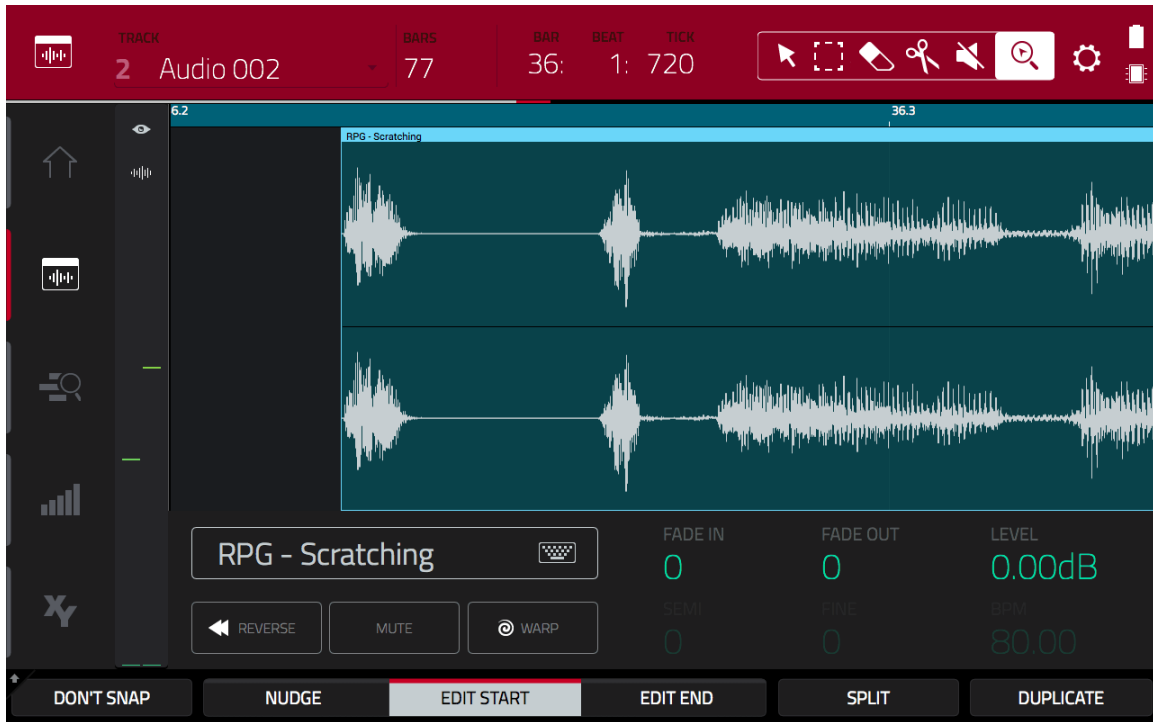 TRACK BARS BAR BEAT TICK
2 Audio 002 77 36: 1: 720
6.2 36.3
RPG - Scratching
RPG - Scratching
FADE IN FADE OUT LEVEL
0 0 0.00dB
REVERSE MUTE WARP
SEMI FINE BPM
0 0 80.00
XY
DON'T SNAP NUDGE EDIT START EDIT END SPLIT DUPLICATE